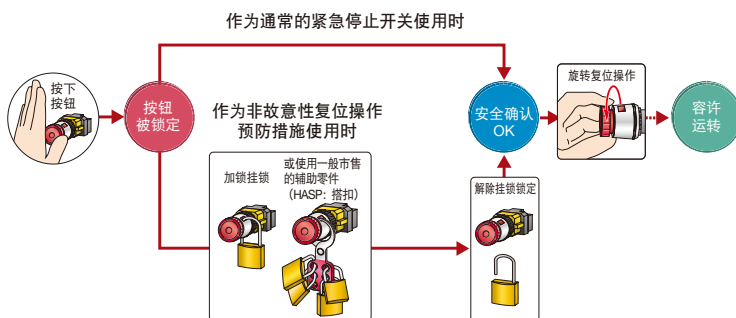 作为通常的紧急停止开关使用时
按下
按钮
按钮
被锁定
作为非故意性复位操作
预防措施使用时
加锁挂锁
或使用一般市售
的辅助零件
（HASP：搭扣）
解除挂锁锁定
安全确认
OK
旋转复位操作
容许
运转